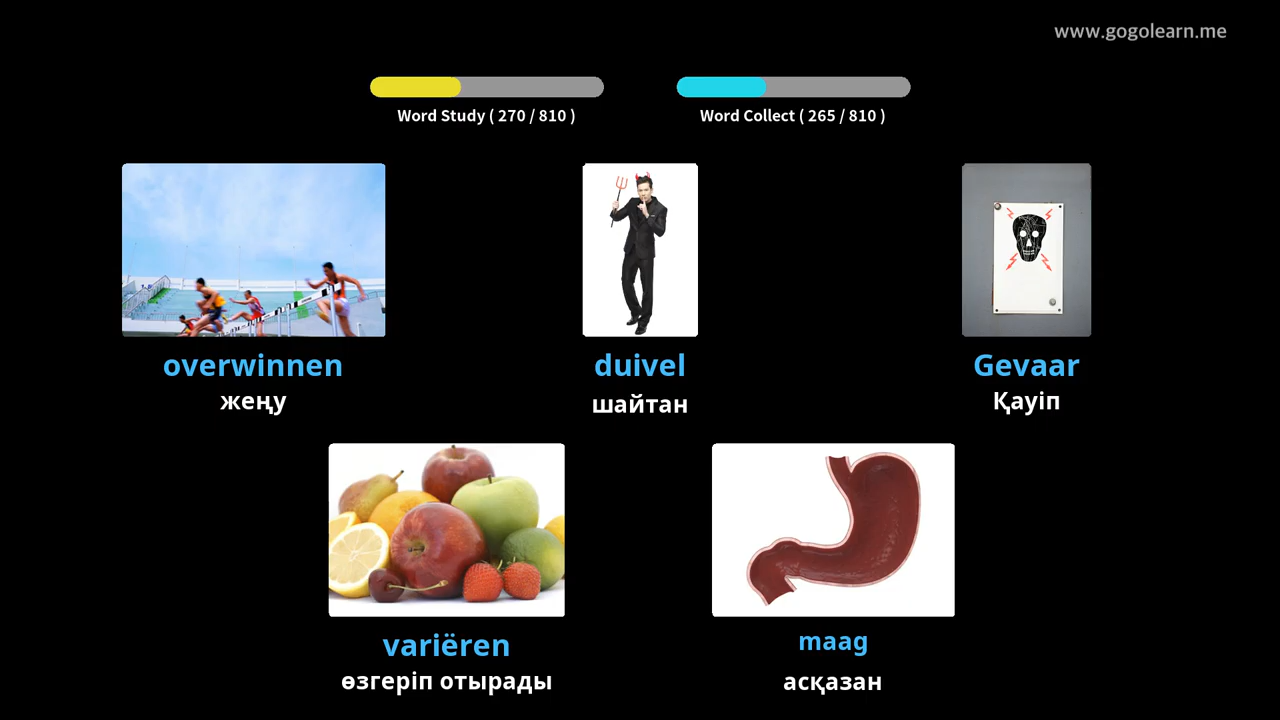 www.gogolearn.me
Word Study ( 270 / 810 )
Word Collect ( 265 / 810 )
overwinnen
жеңу
duivel
шайтан
Gevaar
Қауіп
variëren
өзгеріп отырады
maag
асқазан